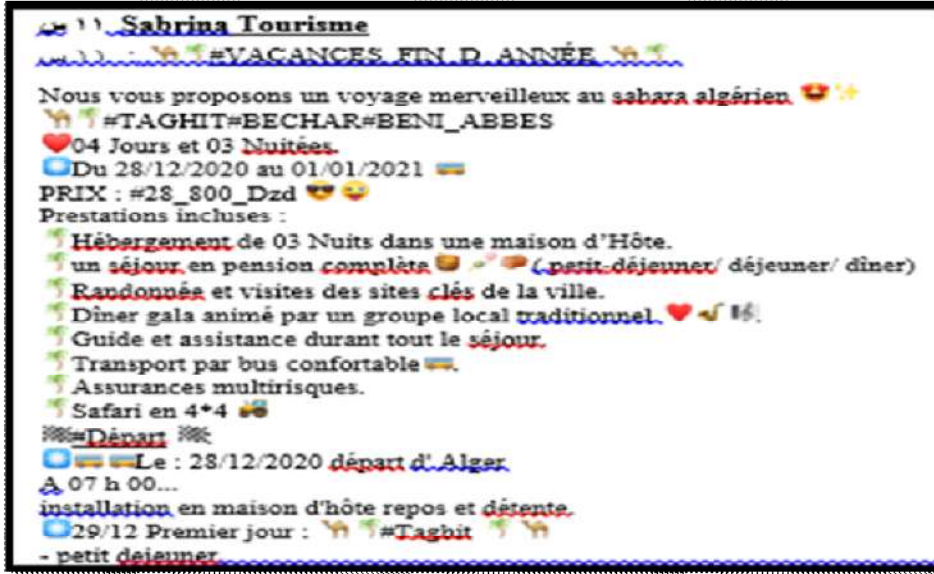 ١١ س Sabrina Tourisme
١١ س : 🐪🌴#VACANCES_FIN_D_ANNÉE 🐪🌴
Nous vous proposons un voyage merveilleux au sahara algérien 🤩✨
🐪🌴#TAGHIT#BECHAR#BENI_ABBES
❤️04 Jours et 03 Nuitées.
Du 28/12/2020 au 01/01/2021 🚌
PRIX : #28_800_Dzd 😎😜
Prestations incluses :
🌴Hébergement de 03 Nuits dans une maison d'Hôte.
🌴un séjour en pension complète ( petit-déjeuner/ déjeuner/ dîner)
🌴Randonnée et visites des sites clés de la ville.
🌴Dîner gala animé par un groupe local traditionnel ❤️🎷🎼
🌴Guide et assistance durant tout le séjour.
🌴Transport par bus confortable🚌.
🌴Assurances multirisques.
🌴Safari en 4*4 🚜
🏁#Départ 🏁
🚌🚌Le : 28/12/2020 départ d' Alger
A 07 h 00...
installation en maison d'hôte repos et détente.
29/12 Premier jour : 🐪🌴#Taghit 🌴🐪
- petit dejeuner